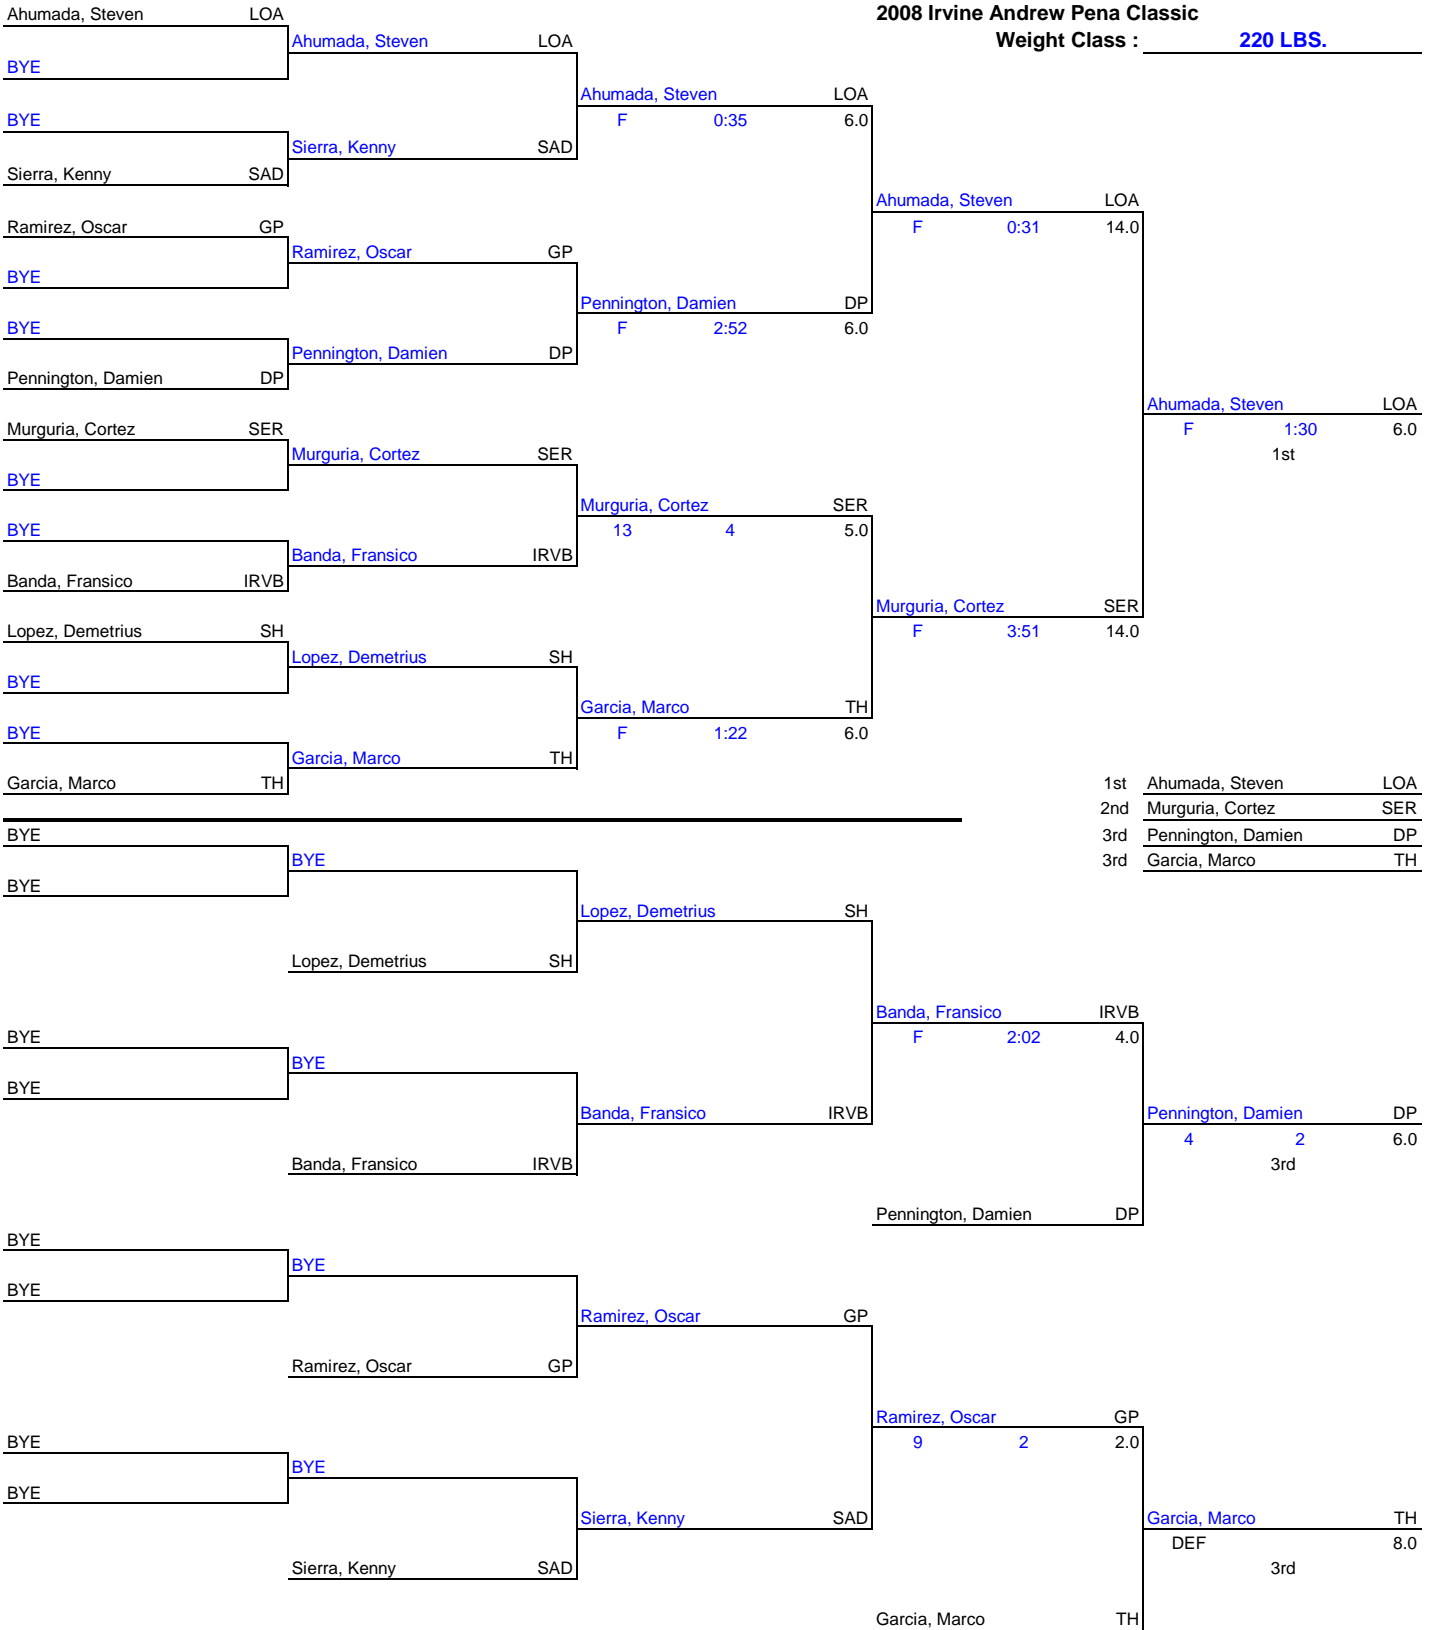 Ahumada, Steven LOA 2008 Irvine Andrew Pena Classic
Ahumada, Steven LOA Weight Class : 220 LBS.
BYE
Ahumada, Steven LOA
BYE F 0:35 6.0
Sierra, Kenny SAD
Sierra, Kenny SAD
Ahumada, Steven LOA
Ramirez, Oscar GP F 0:31 14.0
Ramirez, Oscar GP
BYE
Pennington, Damien DP
BYE F 2:52 6.0
Pennington, Damien DP
Pennington, Damien DP
Ahumada, Steven LOA
Murguria, Cortez SER F 1:30 6.0
Murguria, Cortez SER 1st
BYE
Murguria, Cortez SER
BYE 13 4 5.0
Banda, Fransico IRVB
Banda, Fransico IRVB
Murguria, Cortez SER
Lopez, Demetrius SH F 3:51 14.0
Lopez, Demetrius SH
BYE
Garcia, Marco TH
BYE F 1:22 6.0
Garcia, Marco TH
Garcia, Marco TH 1st Ahumada, Steven LOA
2nd Murguria, Cortez SER
BYE 3rd Pennington, Damien DP
BYE 3rd Garcia, Marco TH
BYE
Lopez, Demetrius SH
Lopez, Demetrius SH
Banda, Fransico IRVB
BYE F 2:02 4.0
BYE
BYE
Banda, Fransico IRVB Pennington, Damien DP
4 2 6.0
Banda, Fransico IRVB 3rd
Pennington, Damien DP
BYE
BYE
BYE
Ramirez, Oscar GP
Ramirez, Oscar GP
Ramirez, Oscar GP
BYE 9 2 2.0
BYE
BYE
Sierra, Kenny SAD Garcia, Marco TH
DEF 8.0
Sierra, Kenny SAD 3rd
Garcia, Marco TH